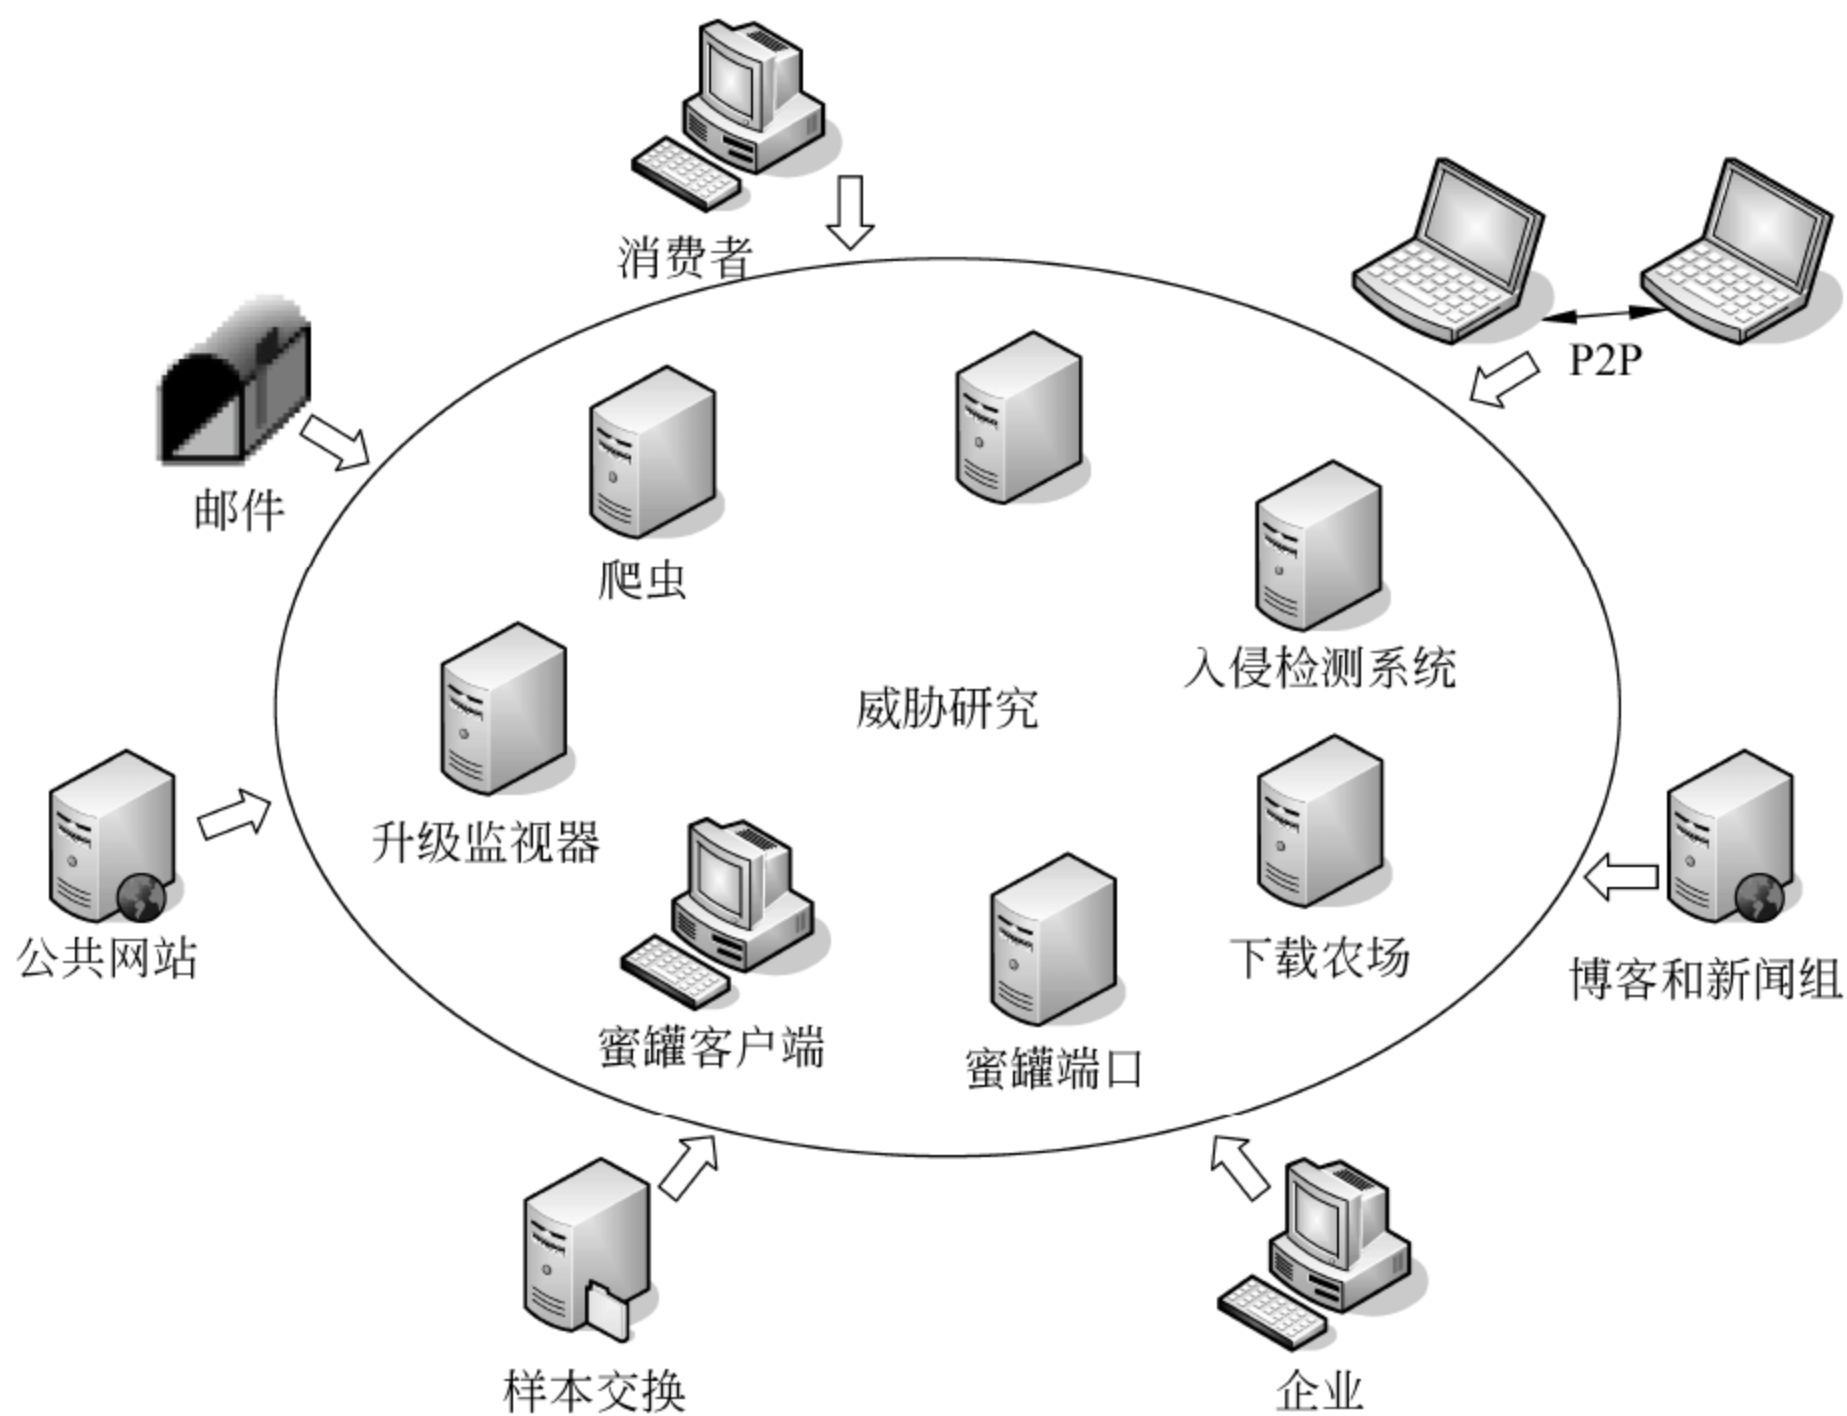 消费者
P2P
邮件
爬虫
入侵检测系统
威胁研究
升级监视器
公共网站
下载农场
博客和新闻组
蜜罐客户端
蜜罐端口
样本交换
企业